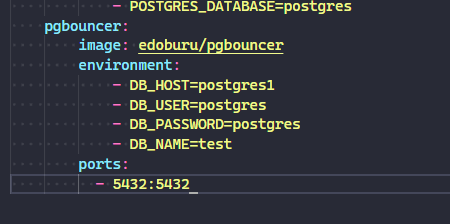 - POSTGRES_DATABASE=postgres
pgbouncer:
image: edoburu/pgbouncer
environment:
- DB_HOST=postgres1
- DB_USER=postgres
- DB_PASSWORD=postgres
- DB_NAME=test
ports:
- 5432:5432